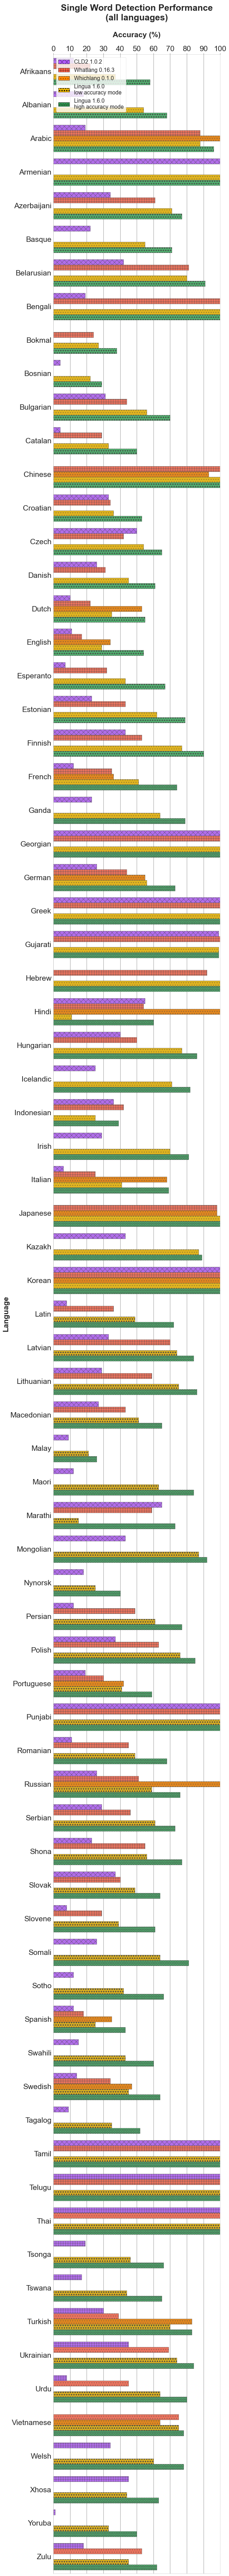 Single Word Detection Performance
(all languages)
Accuracy (%)
0 10 20 30 40 50 60 70 80 90 100
CLD2 1.0.2
Whatlang 0.16.3
Whichlang 0.1.0
Lingua 1.6.0
low accuracy mode
Lingua 1.6.0
high accuracy mode
Language
Afrikaans
Albanian
Arabic
Armenian
Azerbaijani
Basque
Belarusian
Bengali
Bokmal
Bosnian
Bulgarian
Catalan
Chinese
Croatian
Czech
Danish
Dutch
English
Esperanto
Estonian
Finnish
French
Ganda
Georgian
German
Greek
Gujarati
Hebrew
Hindi
Hungarian
Icelandic
Indonesian
Irish
Italian
Japanese
Kazakh
Korean
Latin
Latvian
Lithuanian
Macedonian
Malay
Maori
Marathi
Mongolian
Nynorsk
Persian
Polish
Portuguese
Punjabi
Romanian
Russian
Serbian
Shona
Slovak
Slovene
Somali
Sotho
Spanish
Swahili
Swedish
Tagalog
Tamil
Telugu
Thai
Tsonga
Tswana
Turkish
Ukrainian
Urdu
Vietnamese
Welsh
Xhosa
Yoruba
Zulu